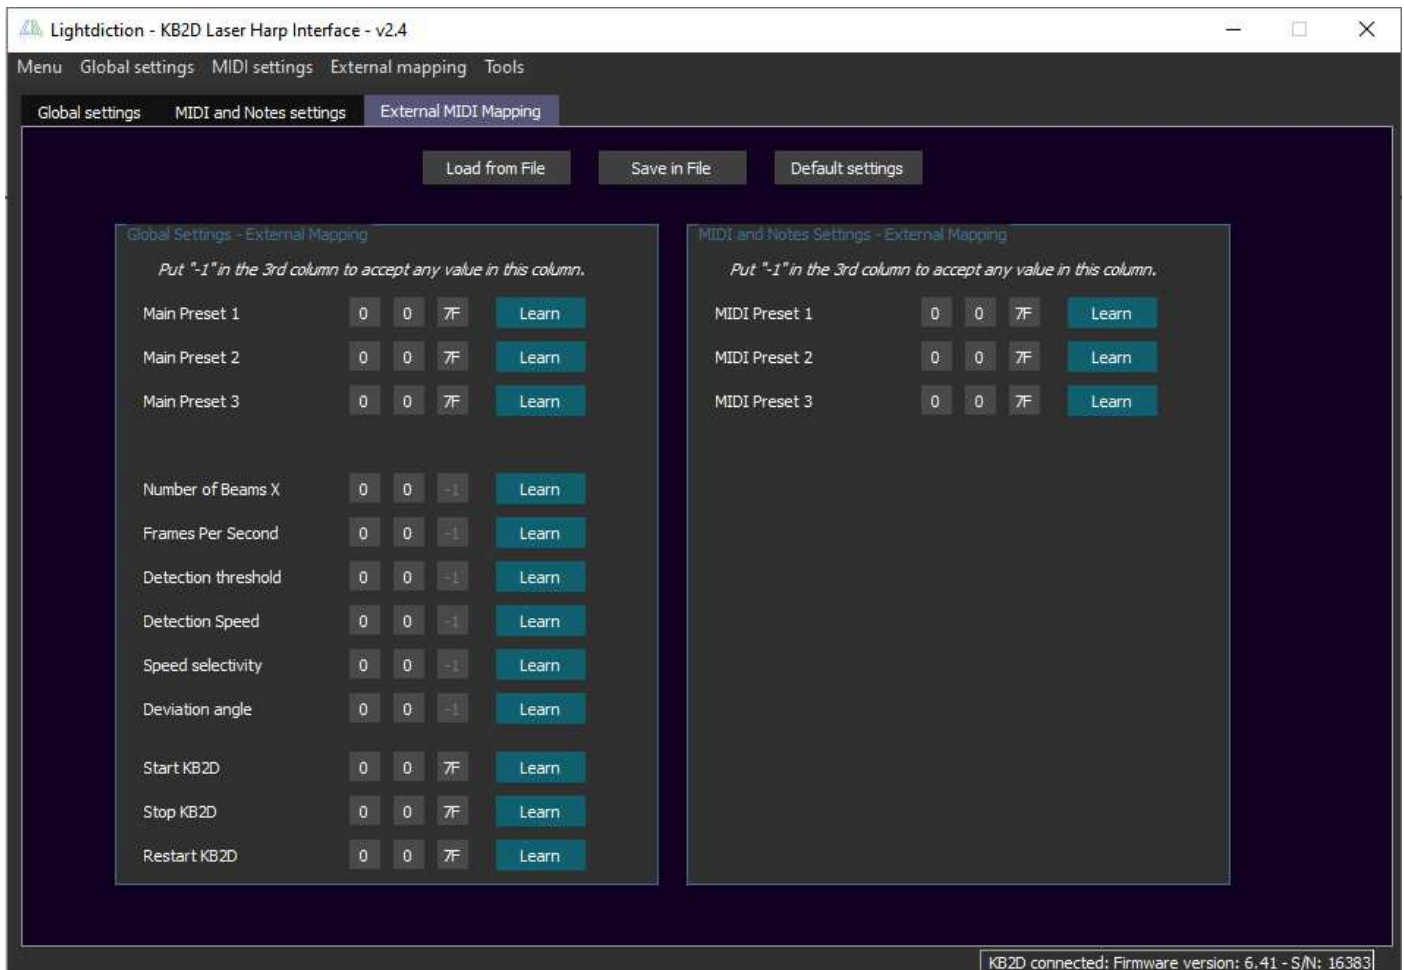 Lightdiction - KB2D Laser Harp Interface - v2.4
Menu Global settings MIDI settings External mapping Tools
Global settings MIDI and Notes settings External MIDI Mapping
Load from File Save in File Default settings
Global Settings - External Mapping
Put "-1" in the 3rd column to accept any value in this column.
Main Preset 1 0 0 7F Learn
Main Preset 2 0 0 7F Learn
Main Preset 3 0 0 7F Learn
Number of Beams X 0 0 -1 Learn
Frames Per Second 0 0 -1 Learn
Detection threshold 0 0 -1 Learn
Detection Speed 0 0 -1 Learn
Speed selectivity 0 0 -1 Learn
Deviation angle 0 0 -1 Learn
Start KB2D 0 0 7F Learn
Stop KB2D 0 0 7F Learn
Restart KB2D 0 0 7F Learn
MIDI and Notes Settings - External Mapping
Put "-1" in the 3rd column to accept any value in this column.
MIDI Preset 1 0 0 7F Learn
MIDI Preset 2 0 0 7F Learn
MIDI Preset 3 0 0 7F Learn
KB2D connected: Firmware version: 6.41 - S/N: 16383